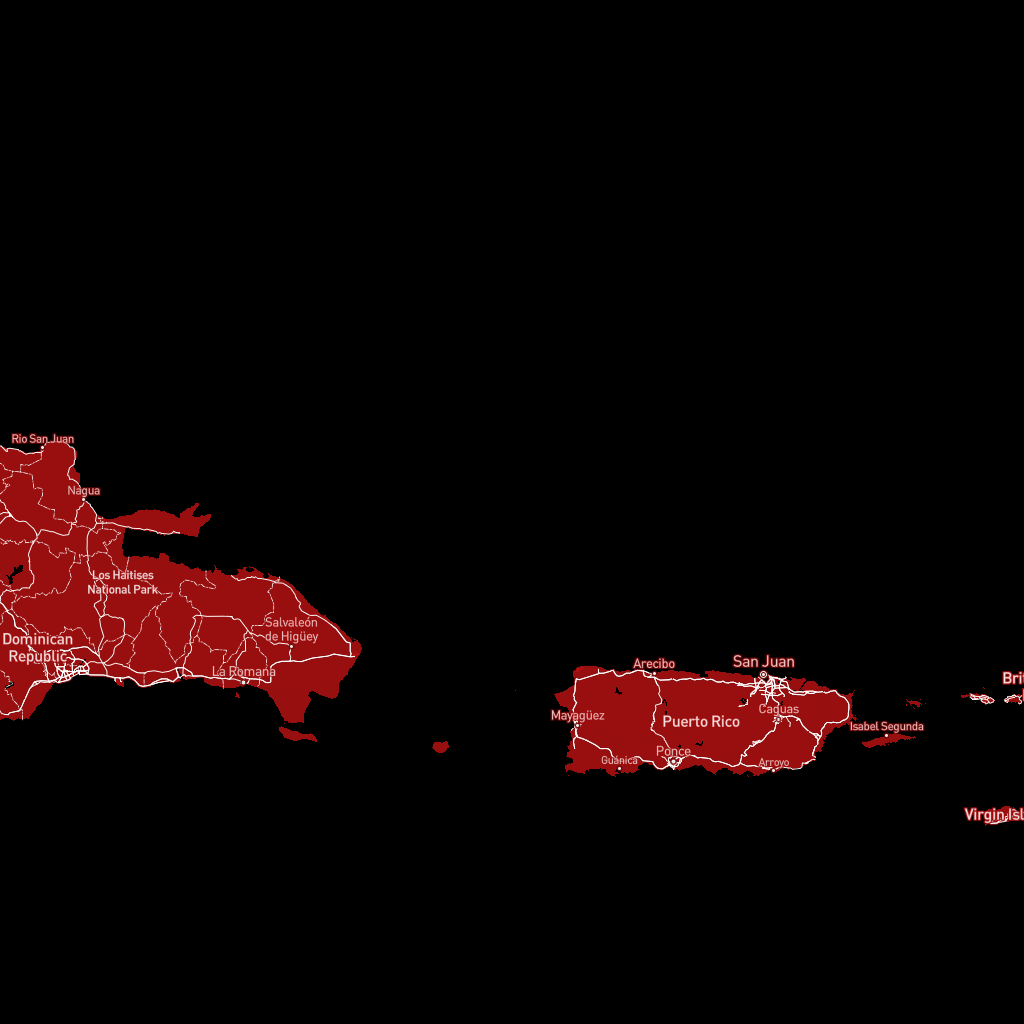 Rio San Juan
Nagua
Los Haitises
National Park
Salvaleón
de Higüey
Dominican
Republic
La Romana
San Juan
Arecibo
Brit
Caguas
Mayagüez
Puerto Rico
Isabel Segunda
Ponce
Guánica
Arroyo
Virgin Isl